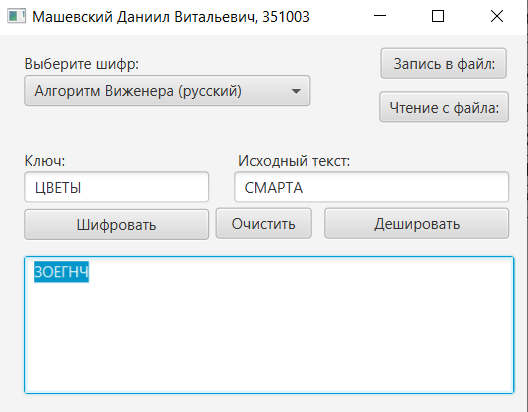 Машевский Даниил Витальевич, 351003
Выберите шифр:
Запись в файл:
Алгоритм Виженера (русский)
Чтение с файла:
Ключ:
Исходный текст:
ЦВЕТЫ
СМАРТА
Шифровать
Очистить
Дешировать
ЗОЕГНЧ